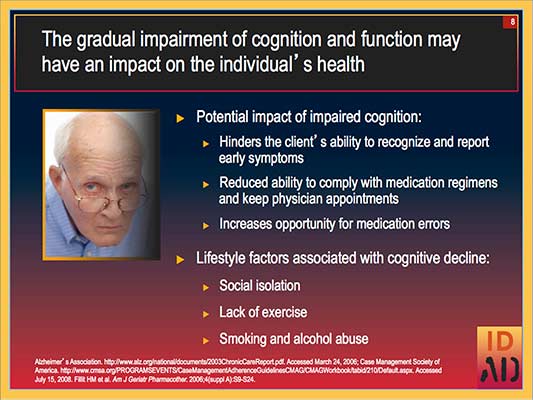 8
The gradual impairment of cognition and function may
have an impact on the individual’s health
Potential impact of impaired cognition:
Hinders the client’s ability to recognize and report
early symptoms
Reduced ability to comply with medication regimens
and keep physician appointments
Increases opportunity for medication errors
Lifestyle factors associated with cognitive decline:
Social isolation
Lack of exercise
Smoking and alcohol abuse
Alzheimer’s Association. http://www.alz.org/national/documents/2003ChronicCareReport.pdf. Accessed March 24, 2006; Case Management Society of
America. http://www.cmsa.org/PROGRAMSEVENTS/CaseManagementAdherenceGuidelinesCMAG/CMAGWorkbook/tabid/210/Default.aspx. Accessed
July 15, 2008. Fillit HM et al. Am J Geriatr Pharmacother. 2006;4(suppl A):S9-S24.
ID
AID